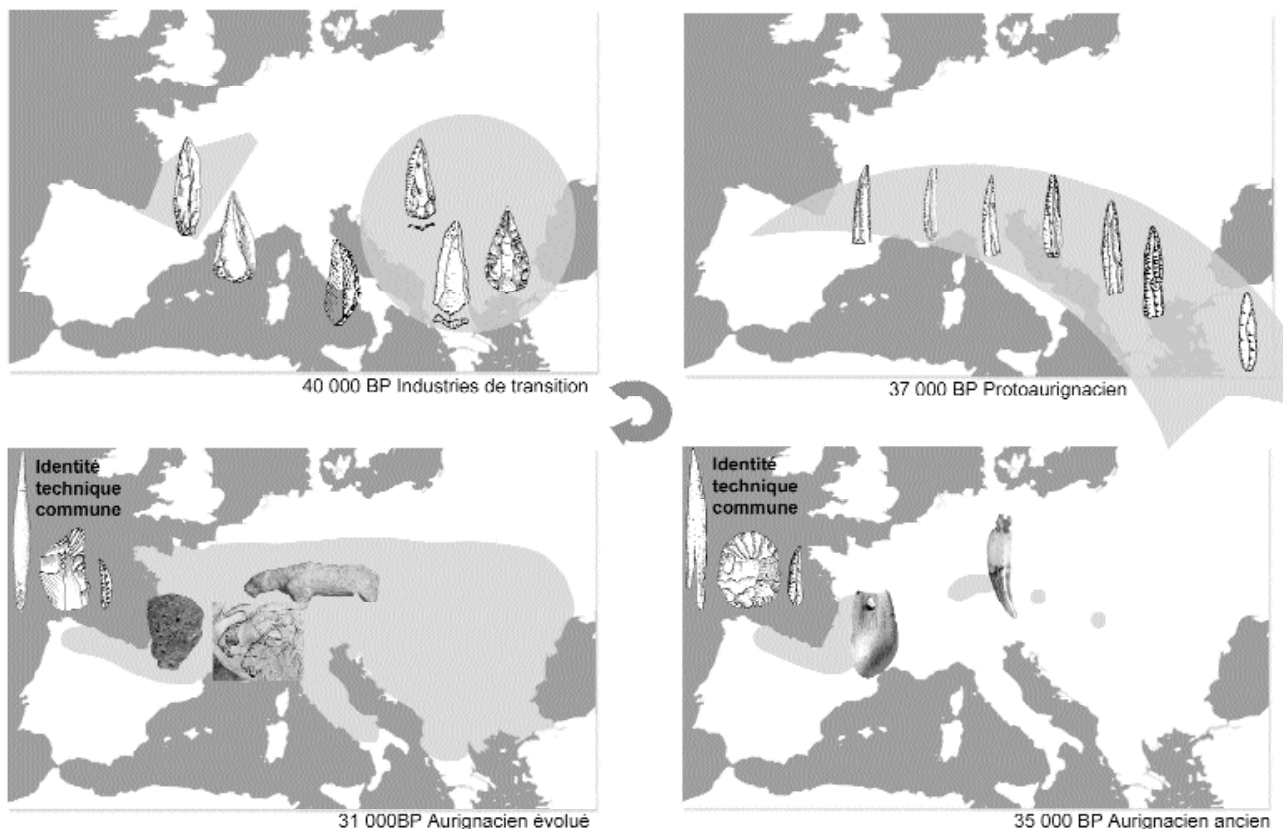 40 000 BP Industries de transition
37 000 BP Protoaurignacien
Identité
technique
commune
31 000BP Aurignacien évolué
Identité
technique
commune
35 000 BP Aurignacien ancien